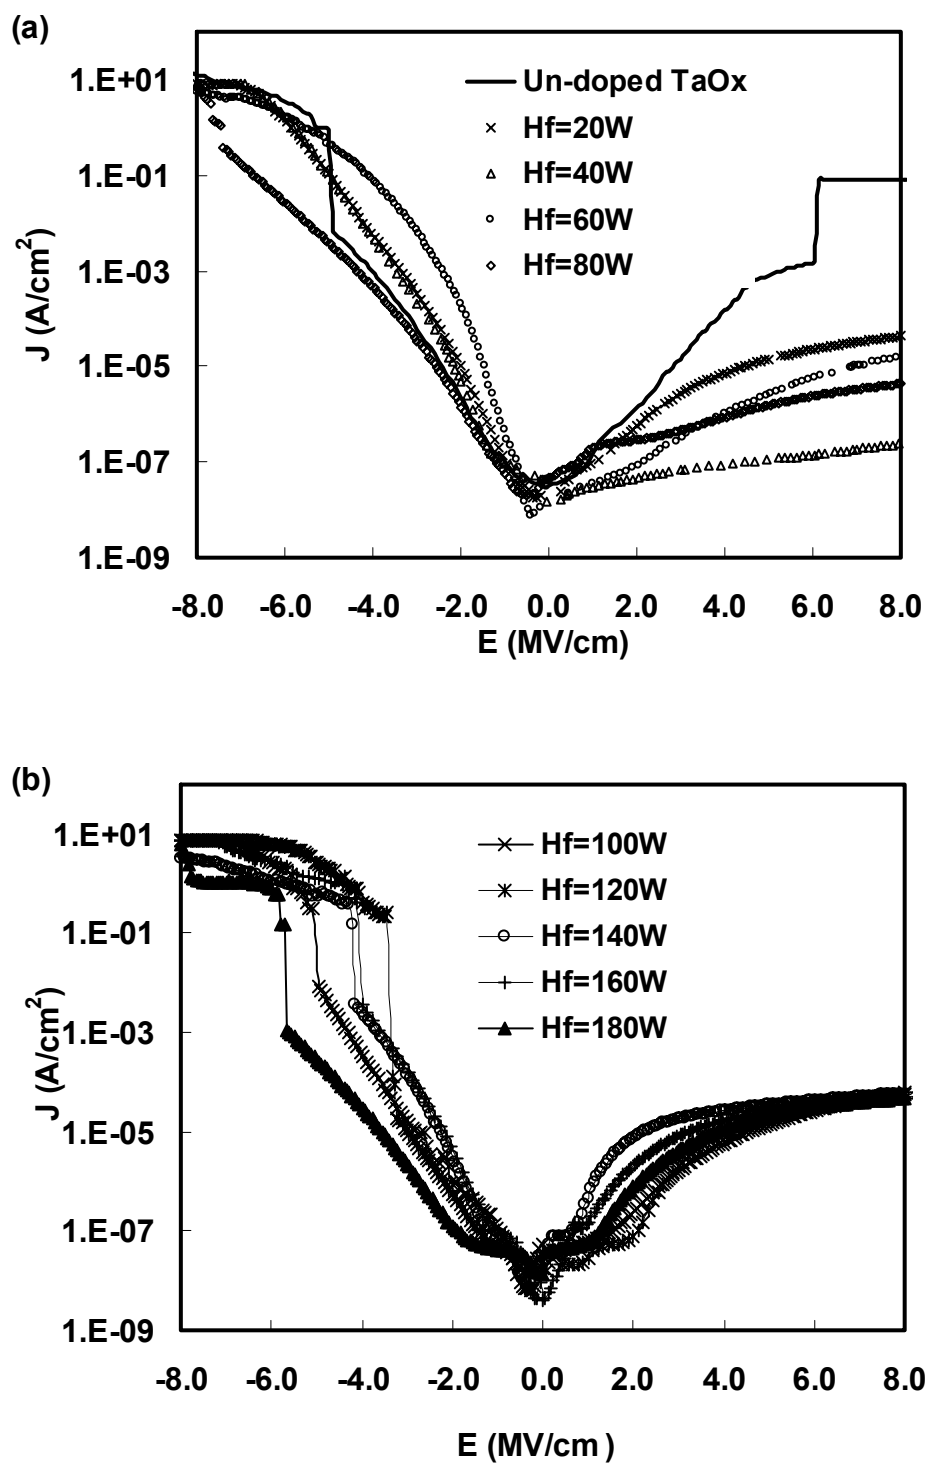 (a)
1.E+01
1.E-01
1.E-03
1.E-05
1.E-07
1.E-09
J (A/cm2)
Un-doped TaOx
Hf=20W
Hf=40W
Hf=60W
Hf=80W
-8.0 -6.0 -4.0 -2.0 0.0 2.0 4.0 6.0 8.0
E (MV/cm)
(b)
1.E+01
1.E-01
1.E-03
1.E-05
1.E-07
1.E-09
J (A/cm2)
Hf=100W
Hf=120W
Hf=140W
Hf=160W
Hf=180W
-8.0 -6.0 -4.0 -2.0 0.0 2.0 4.0 6.0 8.0
E (MV/cm)